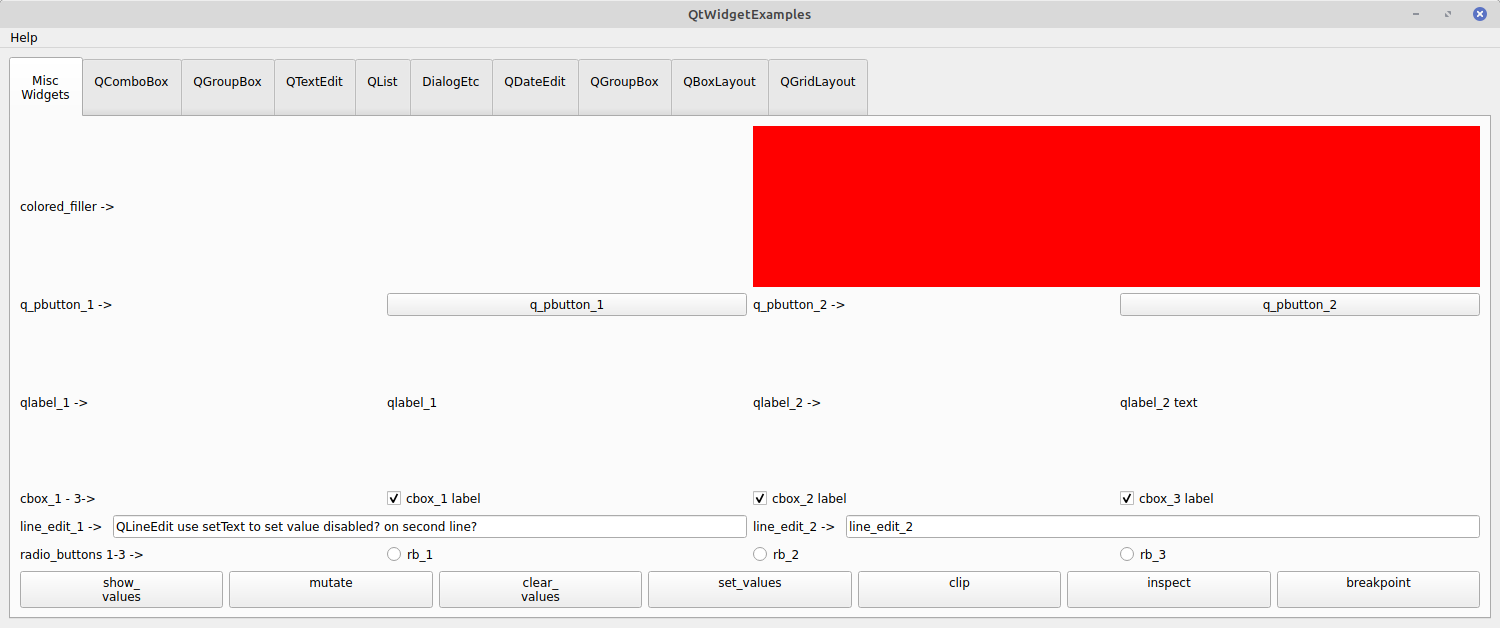 QtWidgetExamples
Help
Misc
Widgets
QComboBox
QGroupBox
QTextEdit
QList
DialogEtc
QDateEdit
QGroupBox
QBoxLayout
QGridLayout
colored_filler ->
q_pbutton_1 ->
q_pbutton_1
q_pbutton_2 ->
q_pbutton_2
qlabel_1 ->
qlabel_1
qlabel_2 ->
qlabel_2 text
cbox_1 - 3->
cbox_1 label
cbox_2 label
cbox_3 label
line_edit_1 ->
QLineEdit use setText to set value disabled? on second line?
line_edit_2 ->
line_edit_2
radio_buttons 1-3 ->
rb_1
rb_2
rb_3
show_
values
mutate
clear_
values
set_values
clip
inspect
breakpoint